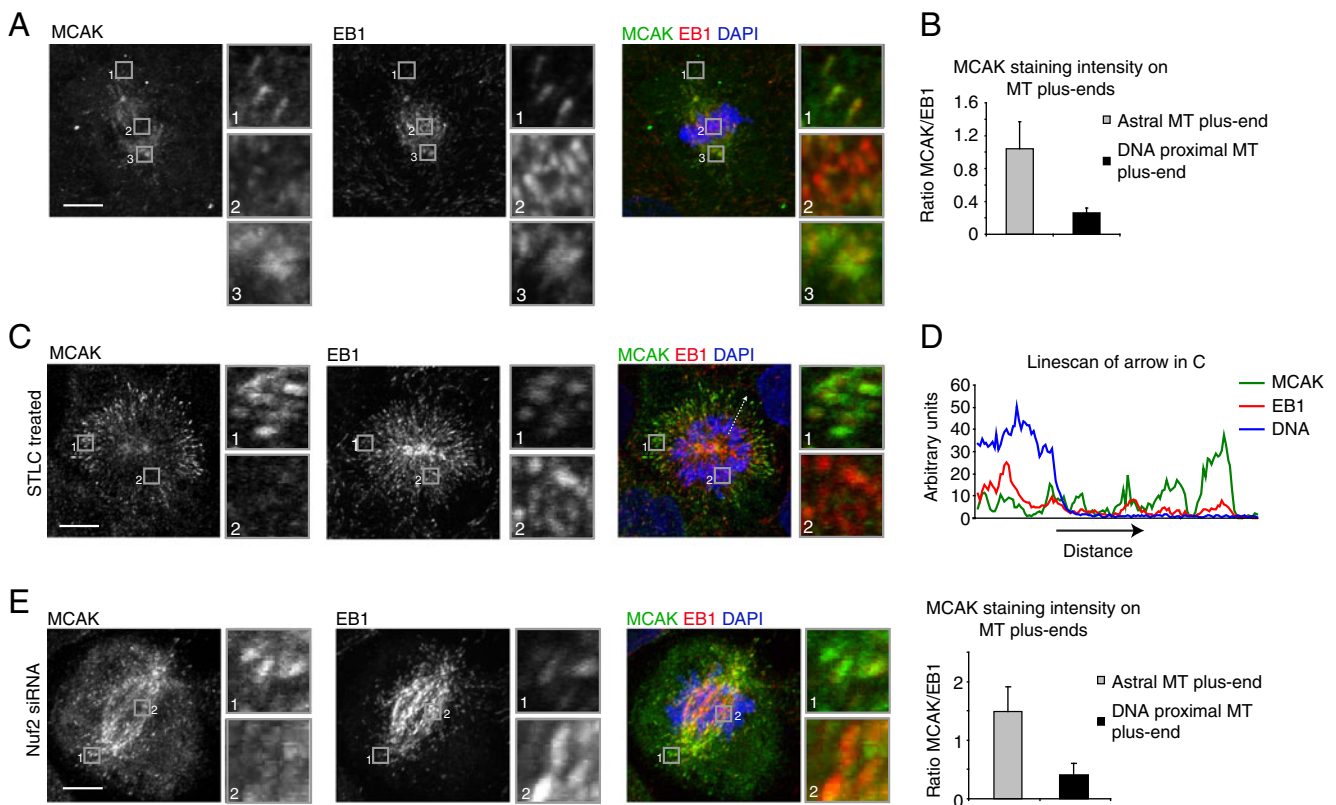 A
MCAK
EB1
MCAK EB1 DAPI
1
2
3
1
2
3
1
2
3
1
2
3
1
2
3
1
2
3
B
MCAK staining intensity on
MT plus-ends
Ratio MCAK/EB1
1.6
1.2
0.8
0.4
0
Astral MT plus-end
DNA proximal MT
plus-end
C
STLC treated
MCAK
EB1
MCAK EB1 DAPI
1
2
1
2
1
2
1
2
1
2
1
2
D
Linescan of arrow in C
Arbitrary units
60
50
40
30
20
10
0
Distance
MCAK
EB1
DNA
E
Nuf2 siRNA
MCAK
EB1
MCAK EB1 DAPI
1
2
1
2
1
2
1
2
1
2
1
2
MCAK staining intensity on
MT plus-ends
Ratio MCAK/EB1
2
1
0
Astral MT plus-end
DNA proximal MT
plus-end